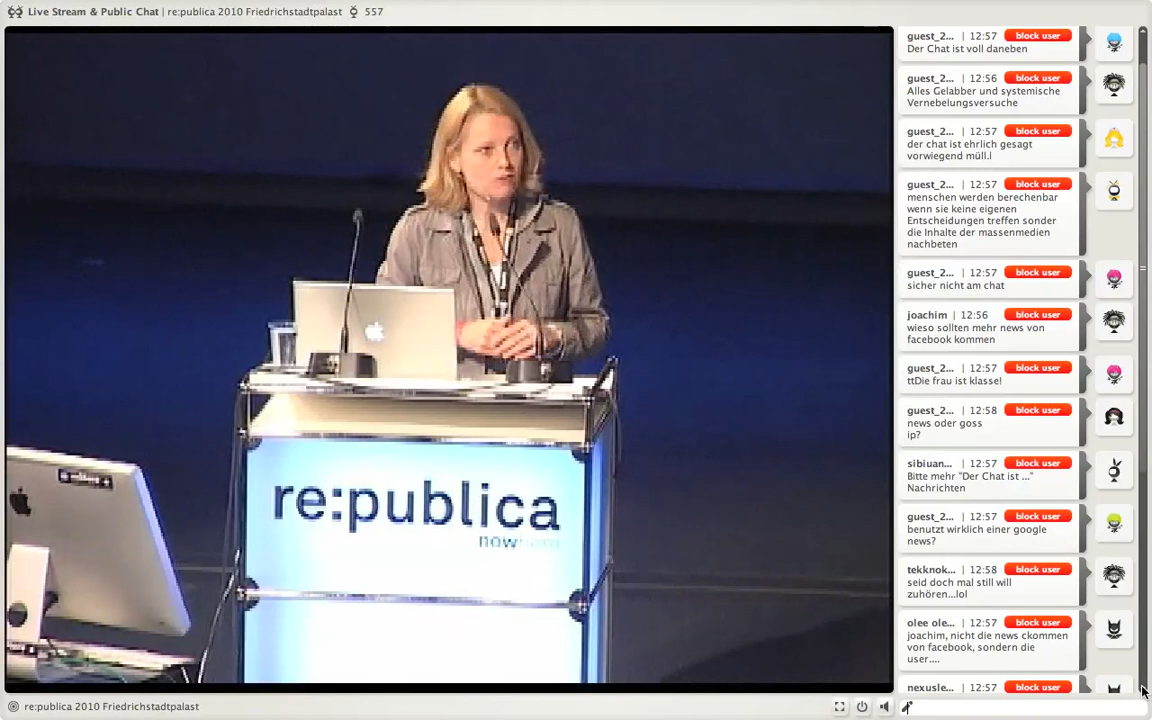 Live Stream & Public Chat | re:publica 2010 Friedrichstadtpalast 557
guest_2... | 12:57 block user
Der Chat ist voll daneben
guest_2... | 12:56 block user
Alles Gelabber und systemische
Vernebelungsversuche
guest_2... | 12:57 block user
der chat ist ehrlich gesagt
vorwiegend müll.l
guest_2... | 12:57 block user
menschen werden berechenbar
wenn sie keine eigenen
Entscheidungen treffen sonder
die Inhalte der massenmedien
nachbeten
guest_2... | 12:57 block user
sicher nicht am chat
joachim | 12:56 block user
wieso sollten mehr news von
facebook kommen
guest_2... | 12:57 block user
ttDie frau ist klasse!
guest_2... | 12:58 block user
news oder goss
ip?
sibiuan... | 12:57 block user
Bitte mehr "Der Chat ist ..."
Nachrichten
guest_2... | 12:57 block user
benutzt wirklich einer google
news?
tekknok... | 12:58 block user
seid doch mal still will
zuhören...lol
olee ole... | 12:57 block user
joachim, nicht die news ckommen
von facebook, sondern die
user....
nexusle... | 12:57 block user
re:publica
re:publica 2010 Friedrichstadtpalast